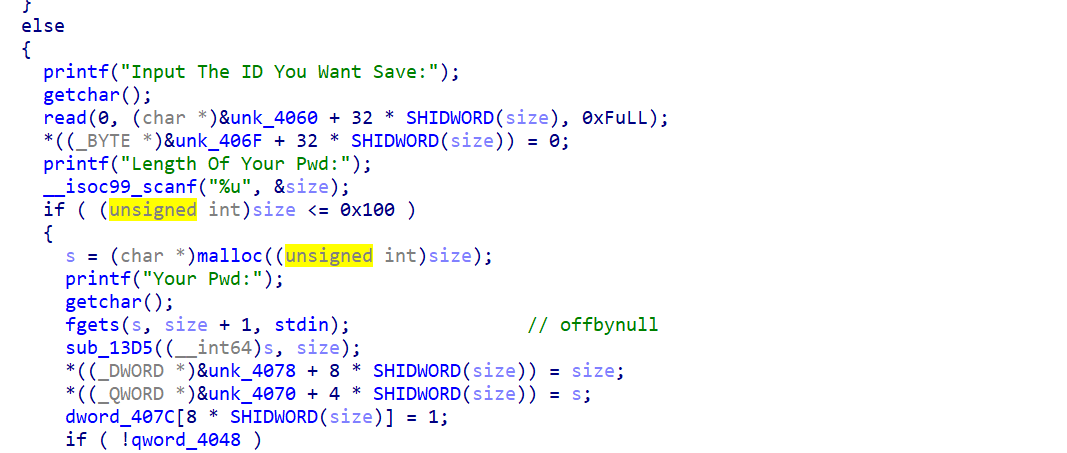 }
else
{
printf("Input The ID You Want Save:");
getchar();
read(0, (char *)&unk_4060 + 32 * SHIDWORD(size), 0xFuLL);
*((_BYTE *)&unk_406F + 32 * SHIDWORD(size)) = 0;
printf("Length Of Your Pwd:");
__isoc99_scanf("%u", &size);
if ( (unsigned int)size <= 0x100 )
{
s = (char *)malloc((unsigned int)size);
printf("Your Pwd:");
getchar();
fgets(s, size + 1, stdin); // offbynull
sub_13D5((__int64)s, size);
*((_DWORD *)&unk_4078 + 8 * SHIDWORD(size)) = size;
*((_QWORD *)&unk_4070 + 4 * SHIDWORD(size)) = s;
dword_407C[8 * SHIDWORD(size)] = 1;
if ( !qword_4048 )